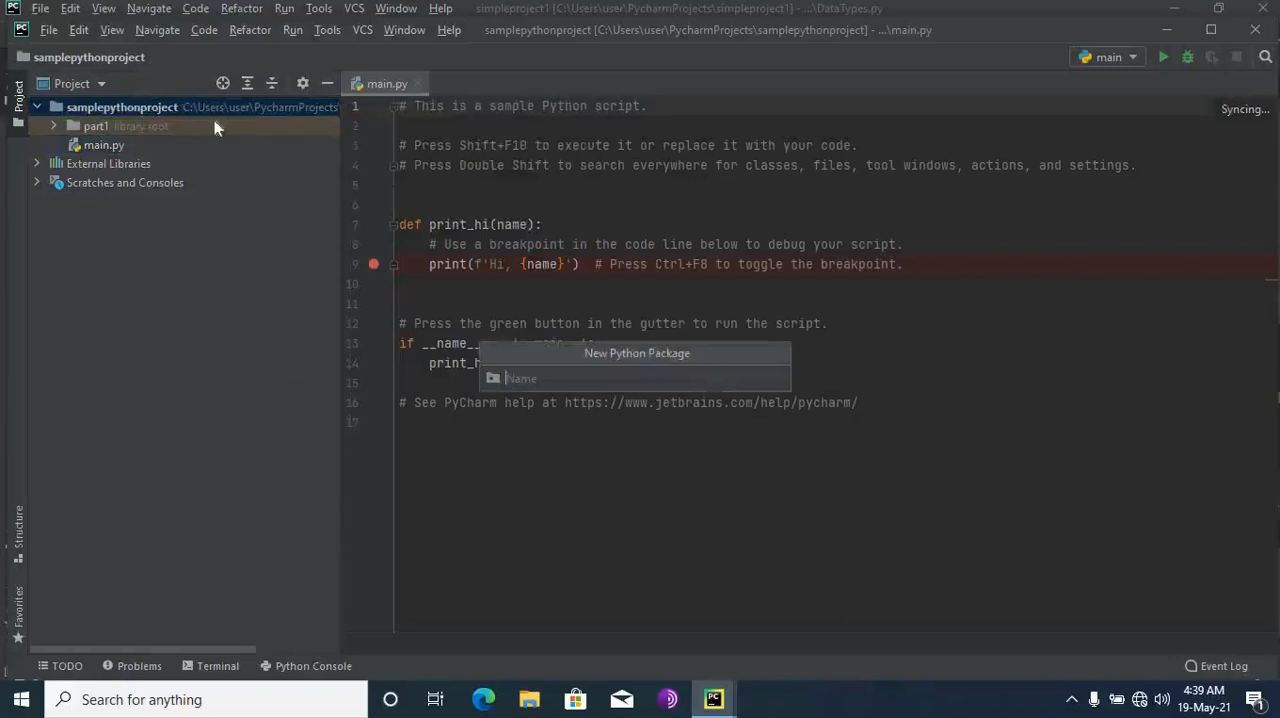 File Edit View Navigate Code Refactor Run Tools VCS Window Help simpleproject1 [C:\Users\user\PycharmProjects\simpleproject1] - ...\DataTypes.py
PC File Edit View Navigate Code Refactor Run Tools VCS Window Help samplepythonproject [C:\Users\user\PycharmProjects\samplepythonproject] - ...\main.py
samplepythonproject
main
Project
main.py
samplepythonproject C:\Users\user\PycharmProjects
part1 library root
main.py
External Libraries
Scratches and Consoles
Project
Structure
Favorites
1 # This is a sample Python script.
Syncing...
2
3 # Press Shift+F10 to execute it or replace it with your code.
4 # Press Double Shift to search everywhere for classes, files, tool windows, actions, and settings.
5
6
7 def print_hi(name):
8 # Use a breakpoint in the code line below to debug your script.
9 print(f'Hi, {name}') # Press Ctrl+F8 to toggle the breakpoint.
10
11
12 # Press the green button in the gutter to run the script.
13 if __name__
14 print_h
15
16 # See PyCharm help at https://www.jetbrains.com/help/pycharm/
17
New Python Package
Name
TODO Problems Terminal Python Console Event Log
Search for anything
PC
4:39 AM
19-May-21
1